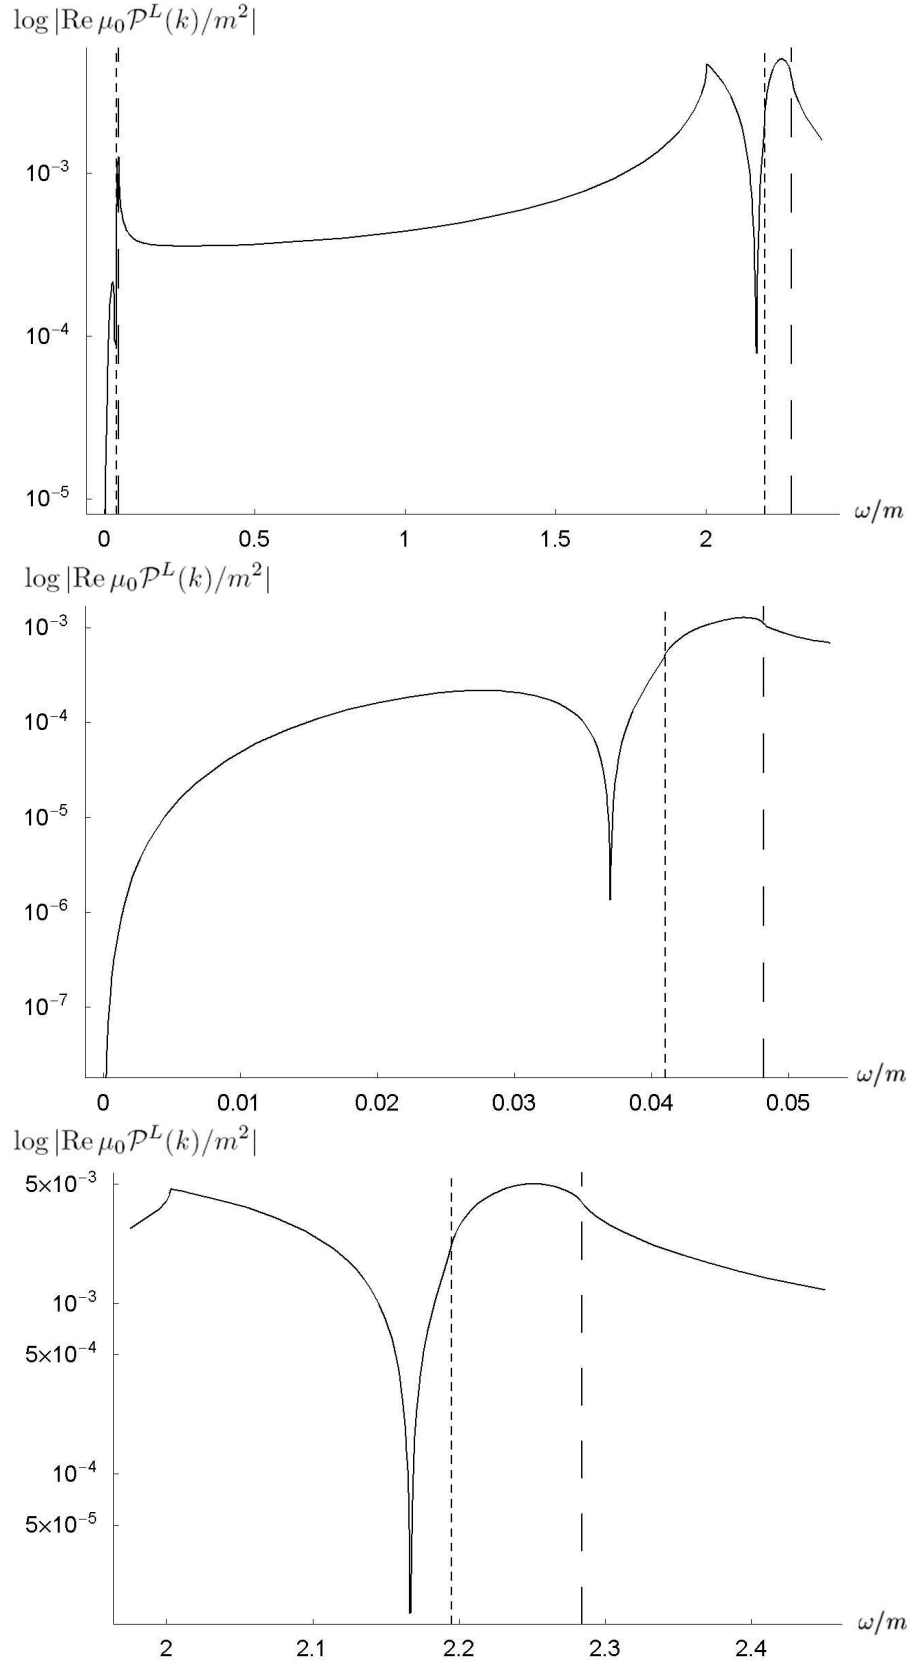 log |Re μ₀𝒫ᴸ(k)/m²|
10⁻³
10⁻⁴
10⁻⁵
0 0.5 1 1.5 2
ω/m
log |Re μ₀𝒫ᴸ(k)/m²|
10⁻³
10⁻⁴
10⁻⁵
10⁻⁶
10⁻⁷
0 0.01 0.02 0.03 0.04 0.05
ω/m
log |Re μ₀𝒫ᴸ(k)/m²|
5×10⁻³
10⁻³
5×10⁻⁴
10⁻⁴
5×10⁻⁵
2 2.1 2.2 2.3 2.4
ω/m